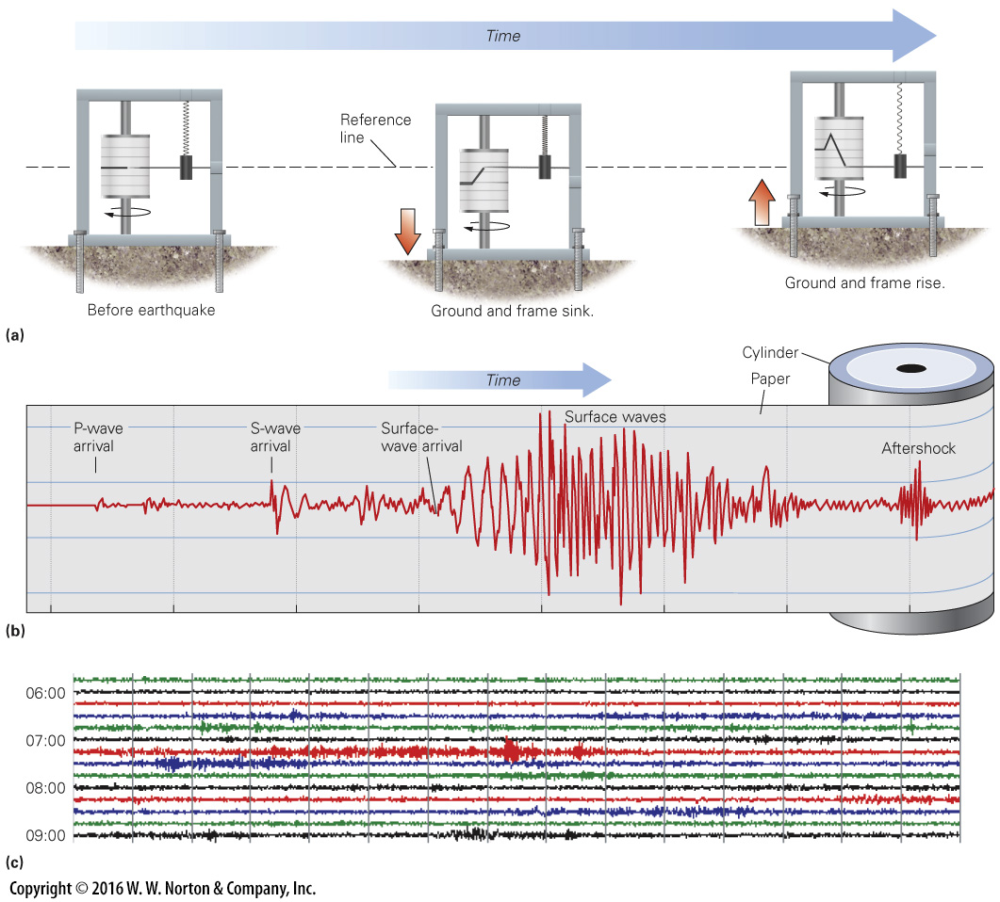 Time
Reference
line
Before earthquake
Ground and frame sink.
Ground and frame rise.
(a)
Time
Cylinder
Paper
P-wave
arrival
S-wave
arrival
Surface-
wave arrival
Surface waves
Aftershock
(b)
06:00
07:00
08:00
09:00
(c)
Copyright © 2016 W. W. Norton & Company, Inc.